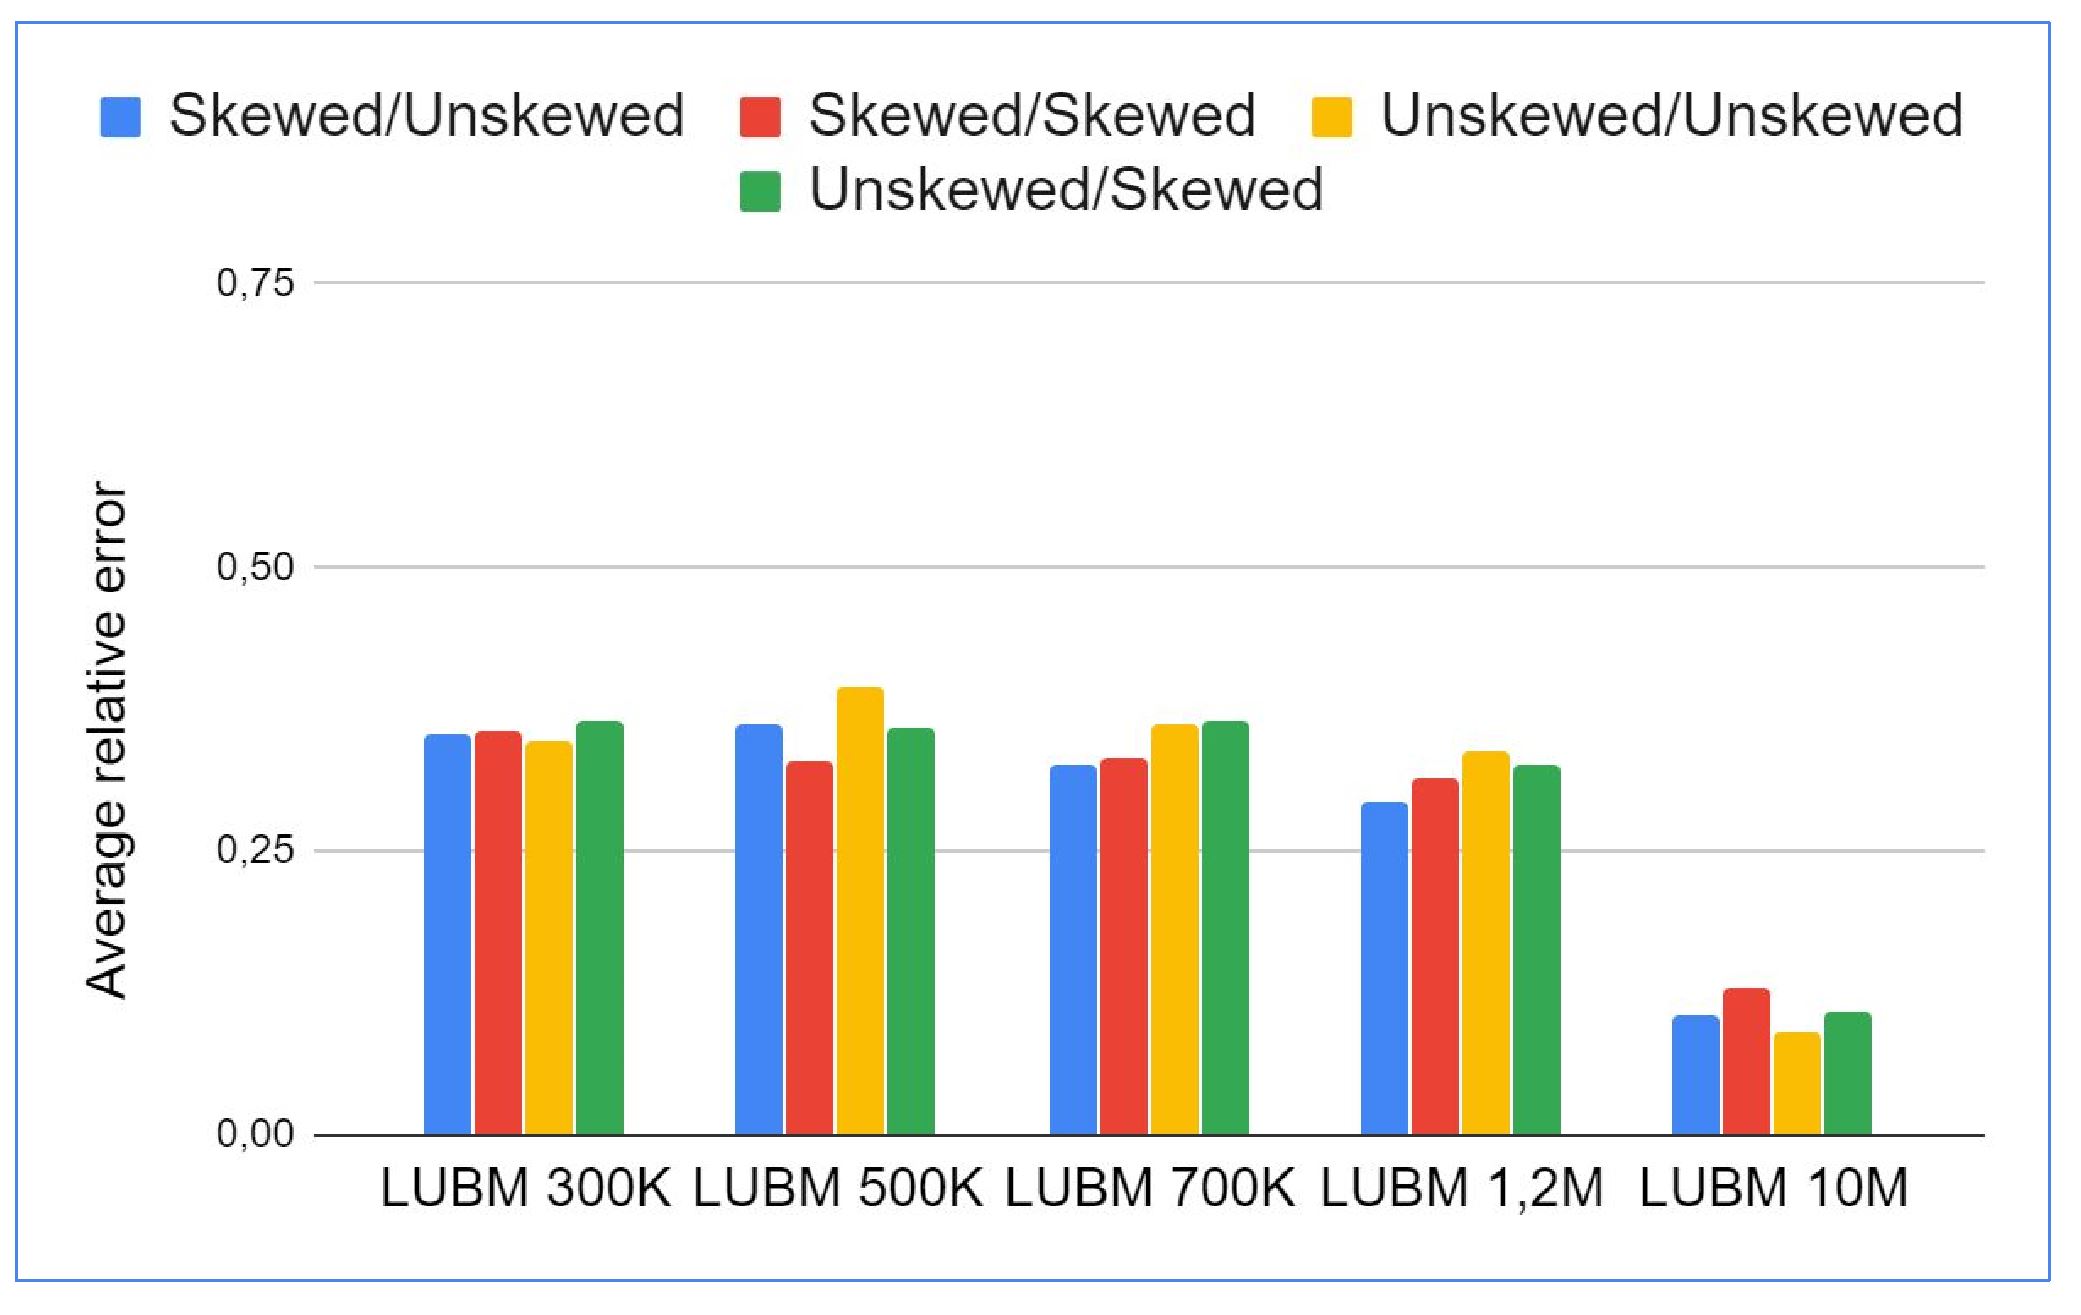 Skewed/Unskewed Skewed/Skewed Unskewed/Unskewed
Unskewed/Skewed
0,75
0,50
0,25
0,00
Average relative error
LUBM 300K LUBM 500K LUBM 700K LUBM 1,2M LUBM 10M